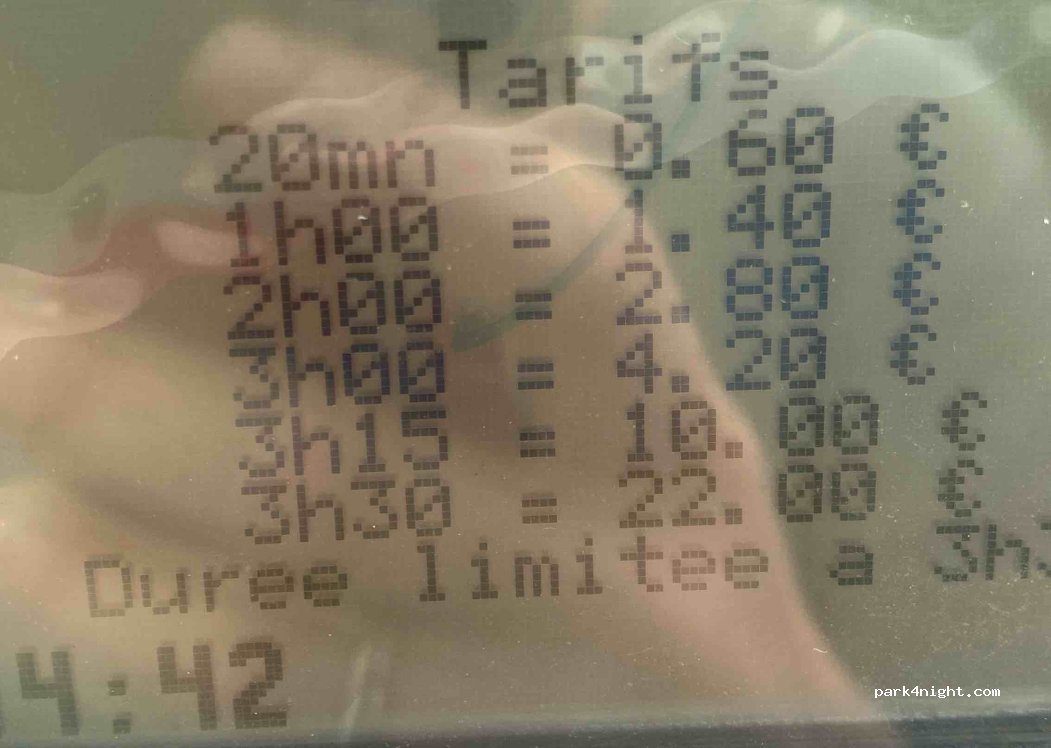 Tarifs
20mn = 0.60 €
1h00 = 1.40 €
2h00 = 2.80 €
3h00 = 4.20 €
3h15 = 10.00 €
3h30 = 22.00 €
Duree limitee a
4:42
park4night.com